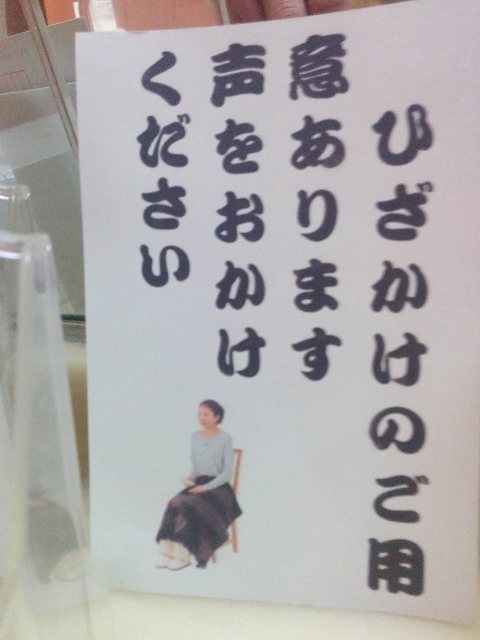 ひざかけのご用
意あります
声をおかけ
ください